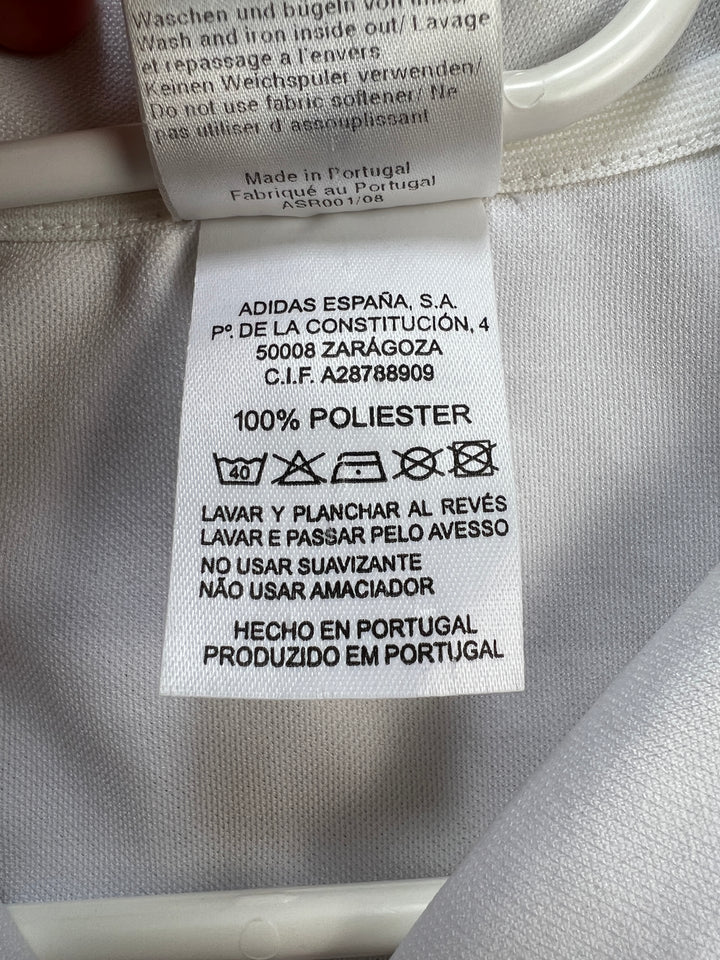 Waschen und bügeln von
Wash and iron inside out/ Lavage
et repassage a l'envers
Keinen Weichspuler verwenden/
Do not use fabric softener/ Ne
pas utiliser d'assouplissant
Made in Portugal
Fabriqué au Portugal
ASR001/08
ADIDAS ESPAÑA, S.A.
Pº. DE LA CONSTITUCIÓN, 4
50008 ZARÁGOZA
C.I.F. A28788909
100% POLIESTER
40
LAVAR Y PLANCHAR AL REVÉS
LAVAR E PASSAR PELO AVESSO
NO USAR SUAVIZANTE
NÃO USAR AMACIADOR
HECHO EN PORTUGAL
PRODUZIDO EM PORTUGAL